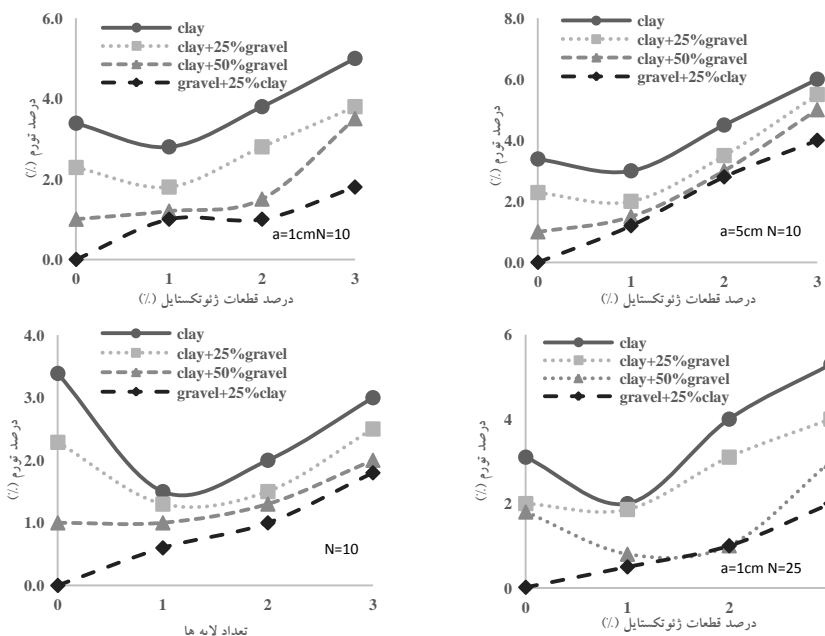 6.0
4.0
2.0
0.0
درصد تورم (%)
clay
clay+25%gravel
clay+50%gravel
gravel+25%clay
a=1cmN=10
0 1 2 3
درصد قطعات ژئوتکستایل (%)
8.0
6.0
4.0
2.0
0.0
درصد تورم (%)
clay
clay+25%gravel
clay+50%gravel
gravel+25%clay
a=5cm N=10
0 1 2 3
درصد قطعات ژئوتکستایل (%)
4.0
3.0
2.0
1.0
0.0
درصد تورم (%)
clay
clay+25%gravel
clay+50%gravel
gravel+25%clay
N=10
0 1 2 3
تعداد لایه ها
6
4
2
0
درصد تورم (%)
clay
clay+25%gravel
clay+50%gravel
gravel+25%clay
a=1cm N=25
0 1 2 3
درصد قطعات ژئوتکستایل (%)